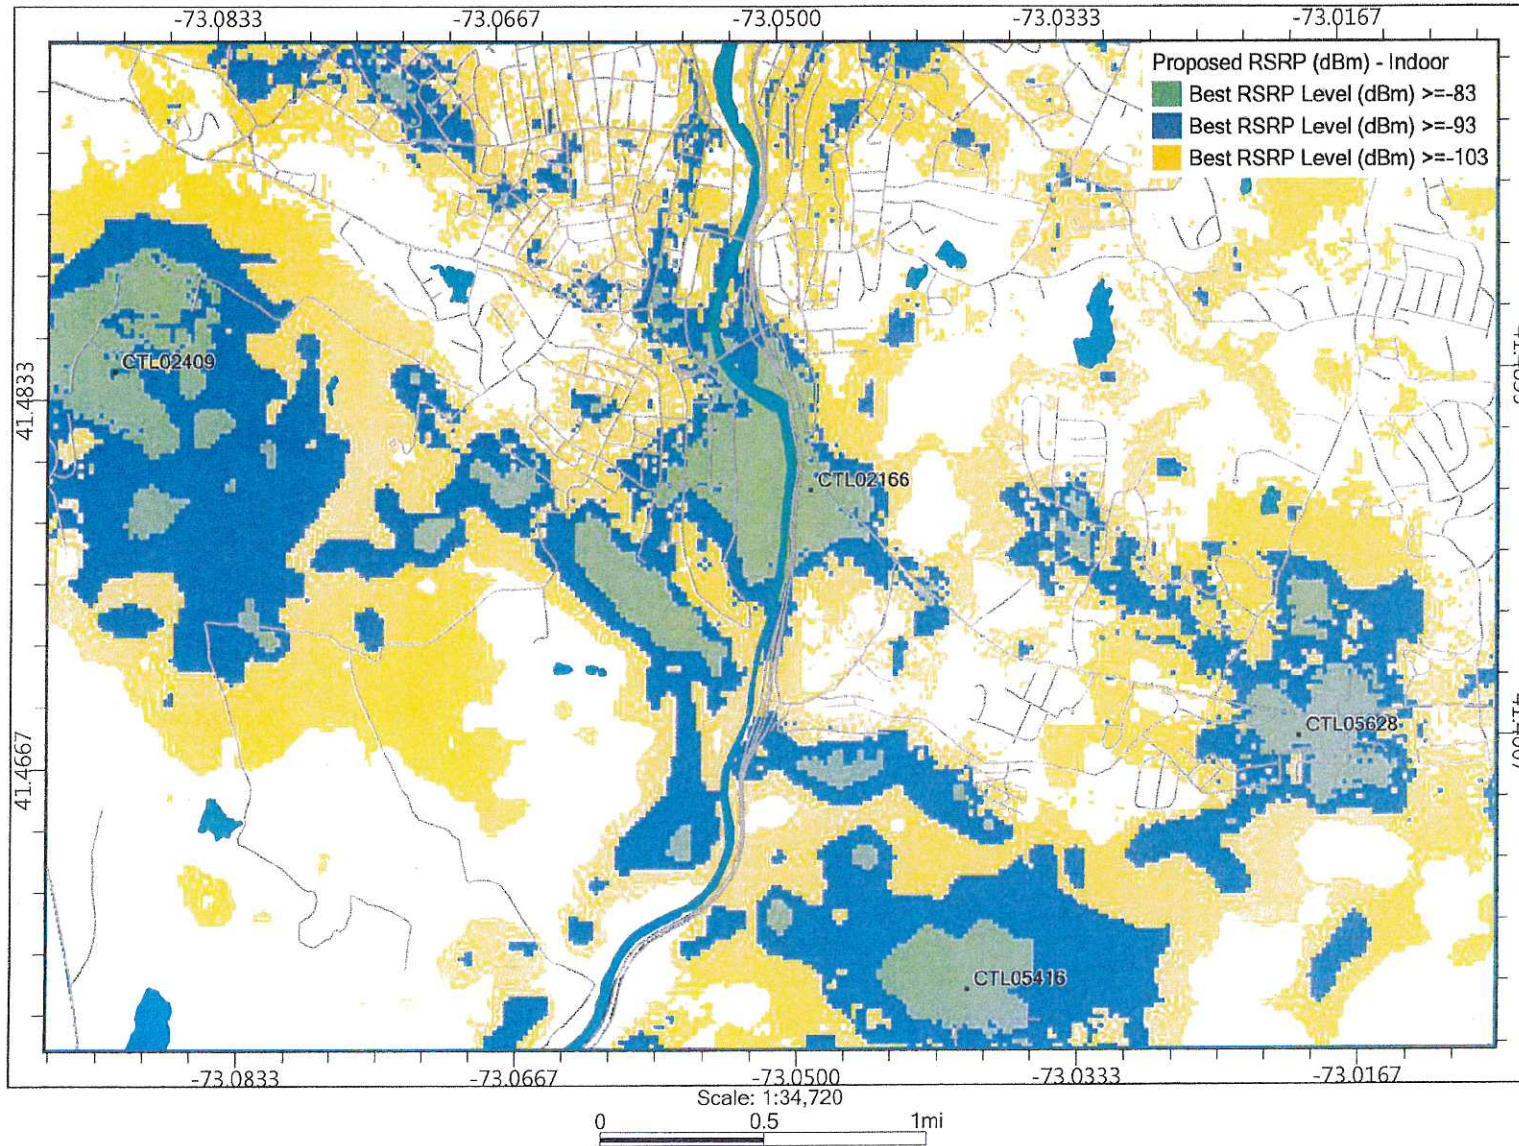 -73.0833 -73.0667 -73.0500 -73.0333 -73.0167
Proposed RSRP (dBm) - Indoor
Best RSRP Level (dBm) >=-83
Best RSRP Level (dBm) >=-93
Best RSRP Level (dBm) >=-103
CTL02409
41.4833
CTL02166
CTL05628
41.4667
CTL05416
-73.0833 -73.0667 -73.0500 -73.0333 -73.0167
Scale: 1:34,720
0 0.5 1mi